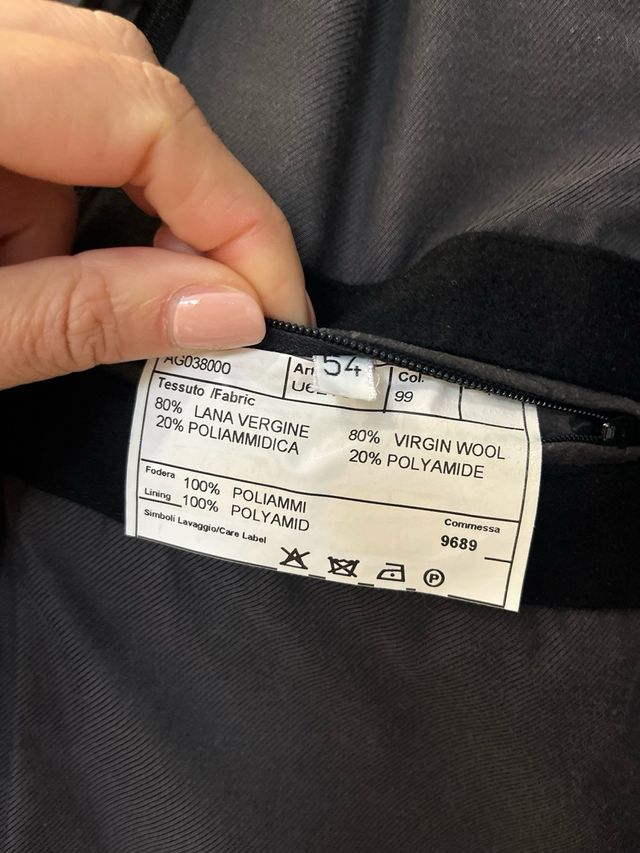 AG038000
54
Col.
99
Tessuto /Fabric
80% LANA VERGINE
20% POLIAMMIDICA
80% VIRGIN WOOL
20% POLYAMIDE
Fodera 100% POLIAMMI
Lining 100% POLYAMID
Commessa
9689
Simboli Lavaggio/Care Label
P